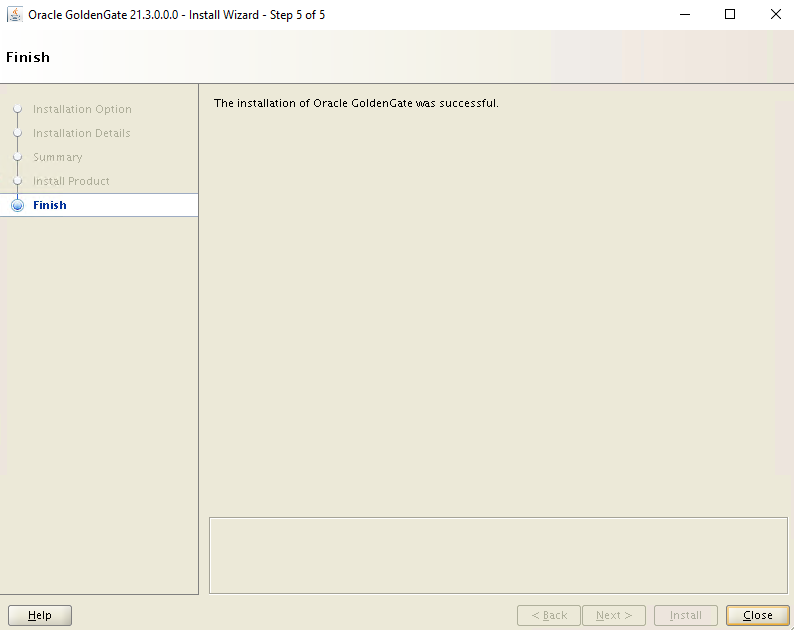 Oracle GoldenGate 21.3.0.0.0 - Install Wizard - Step 5 of 5
Finish
Installation Option
Installation Details
Summary
Install Product
Finish
The installation of Oracle GoldenGate was successful.
Help
< Back
Next >
Install
Close